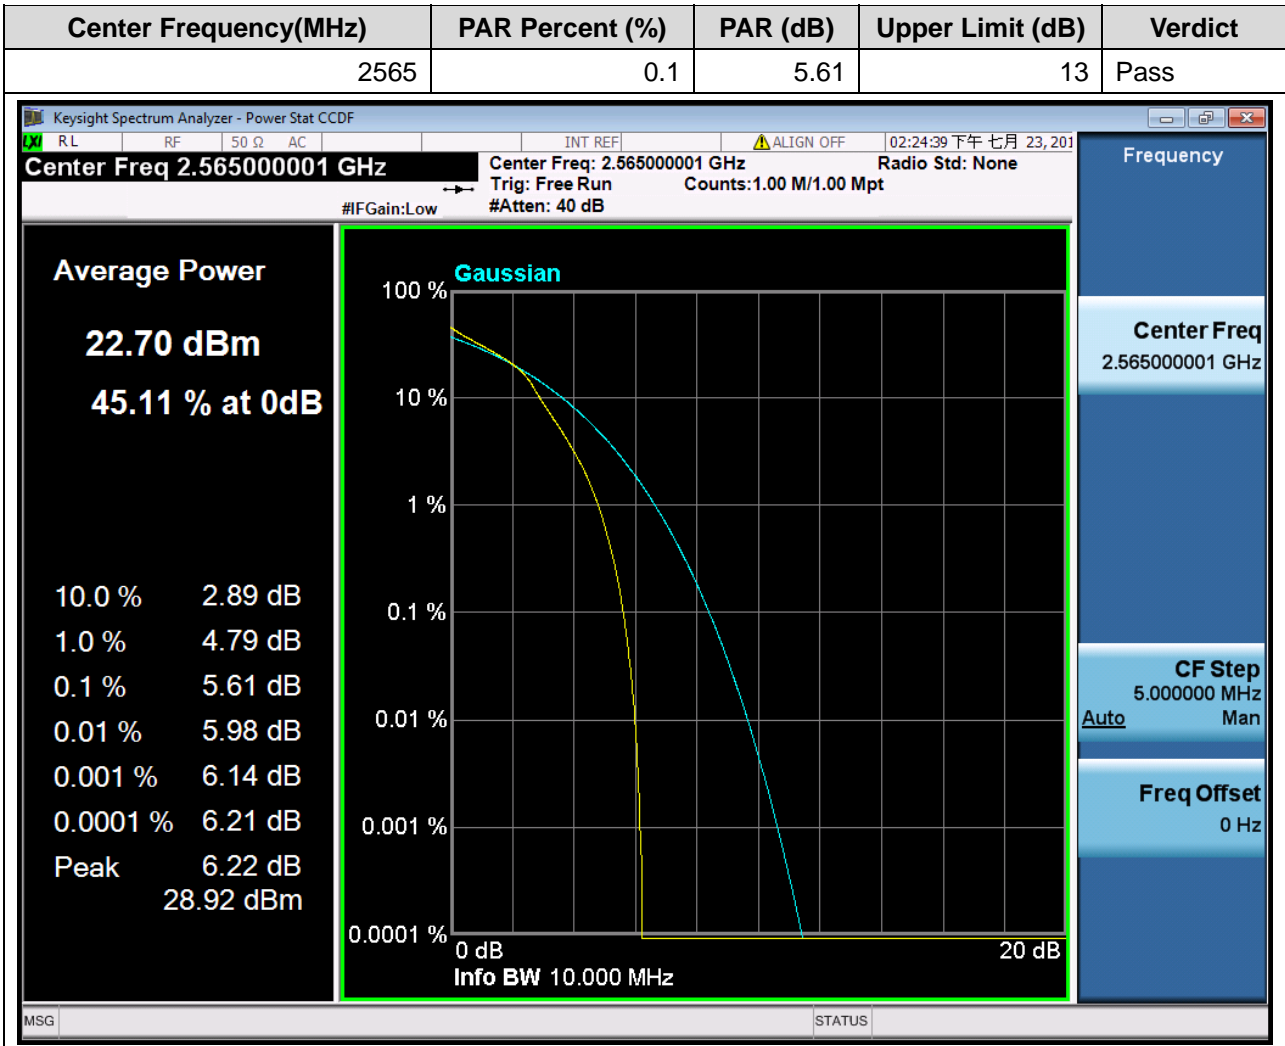 Center Frequency(MHz) PAR Percent (%) PAR (dB) Upper Limit (dB) Verdict
2565 0.1 5.61 13 Pass
Keysight Spectrum Analyzer - Power Stat CCDF
LXI RL RF 50 Ω AC INT REF ALIGN OFF 02:24:39 下午 七月 23, 201
Center Freq 2.565000001 GHz
Center Freq: 2.565000001 GHz Radio Std: None
Trig: Free Run Counts:1.00 M/1.00 Mpt
#IFGain:Low #Atten: 40 dB
Frequency
Average Power
22.70 dBm
45.11 % at 0dB
10.0 % 2.89 dB
1.0 % 4.79 dB
0.1 % 5.61 dB
0.01 % 5.98 dB
0.001 % 6.14 dB
0.0001 % 6.21 dB
Peak 6.22 dB
28.92 dBm
Gaussian
100 %
10 %
1 %
0.1 %
0.01 %
0.001 %
0.0001 %
0 dB 20 dB
Info BW 10.000 MHz
Center Freq
2.565000001 GHz
CF Step
5.000000 MHz
Auto Man
Freq Offset
0 Hz
MSG STATUS